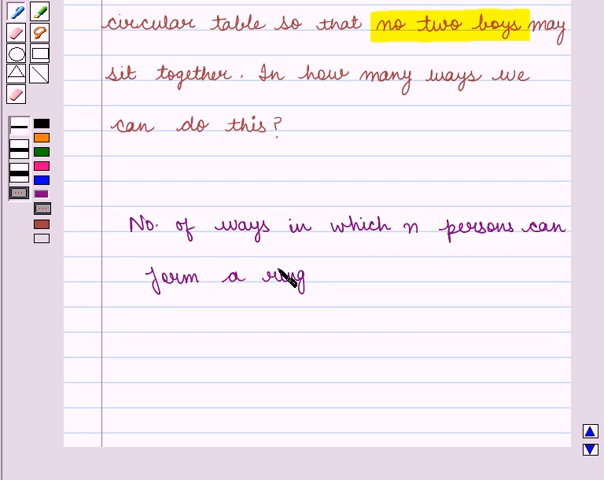 circular table so that no two boys may
sit together. In how many ways we
can do this?
No. of ways in which n persons can
form a ring